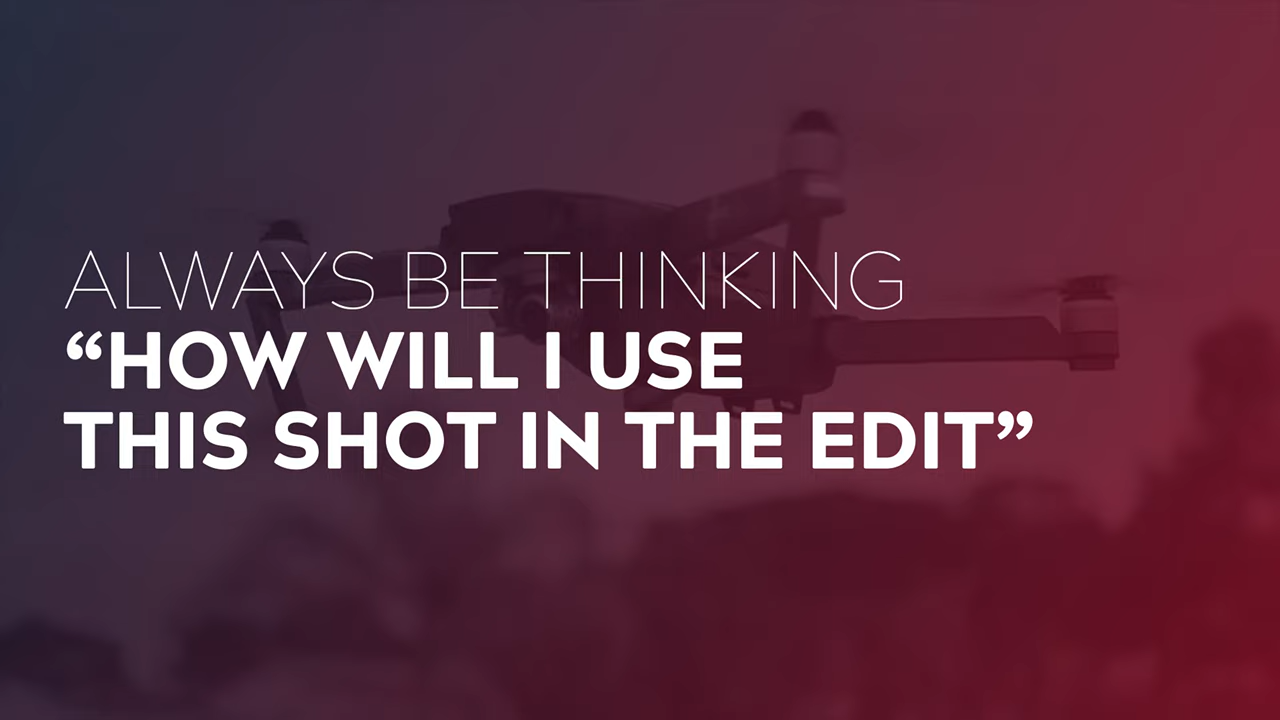 ALWAYS BE THINKING
“HOW WILL I USE
THIS SHOT IN THE EDIT”